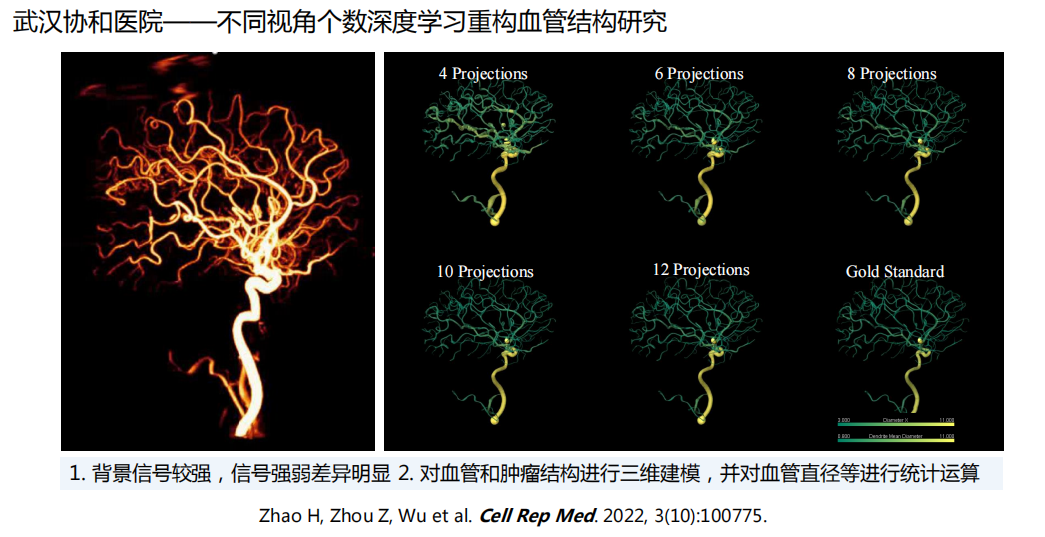 武汉协和医院——不同视角个数深度学习重构血管结构研究
4 Projections
6 Projections
8 Projections
10 Projections
12 Projections
Gold Standard
Diameter X
11.000
Dendrite Mean Diameter
11.000
1. 背景信号较强，信号强弱差异明显 2. 对血管和肿瘤结构进行三维建模，并对血管直径等进行统计运算
Zhao H, Zhou Z, Wu et al. Cell Rep Med. 2022, 3(10):100775.